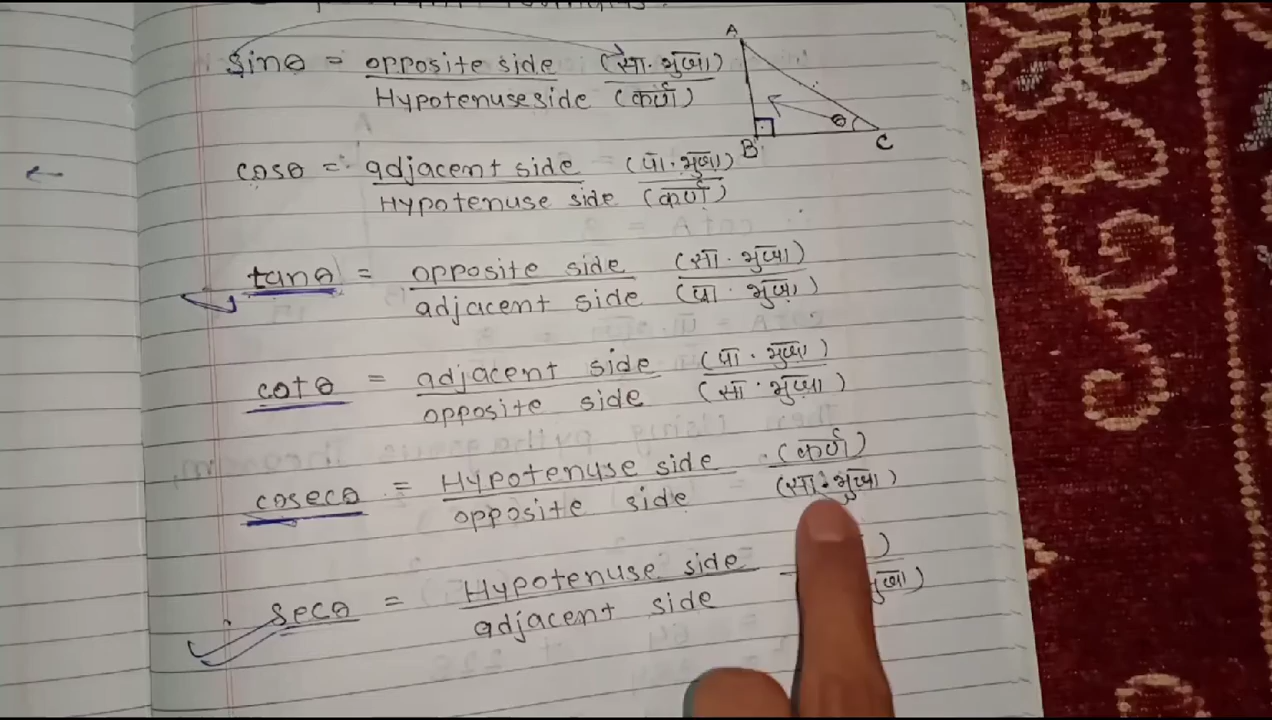 sinθ = opposite side (सा. भुजा)
Hypotenuse side (कर्ण)
A
B
C
θ
cosθ = adjacent side (पा. भुजा)
Hypotenuse side (कर्ण)
tanθ = opposite side (सा. भुजा)
adjacent side (पा. भुजा)
cotθ = adjacent side (पा. भुजा)
opposite side (सा. भुजा)
cosecθ = Hypotenuse side (कर्ण)
opposite side (सा. भुजा)
secθ = Hypotenuse side
adjacent side